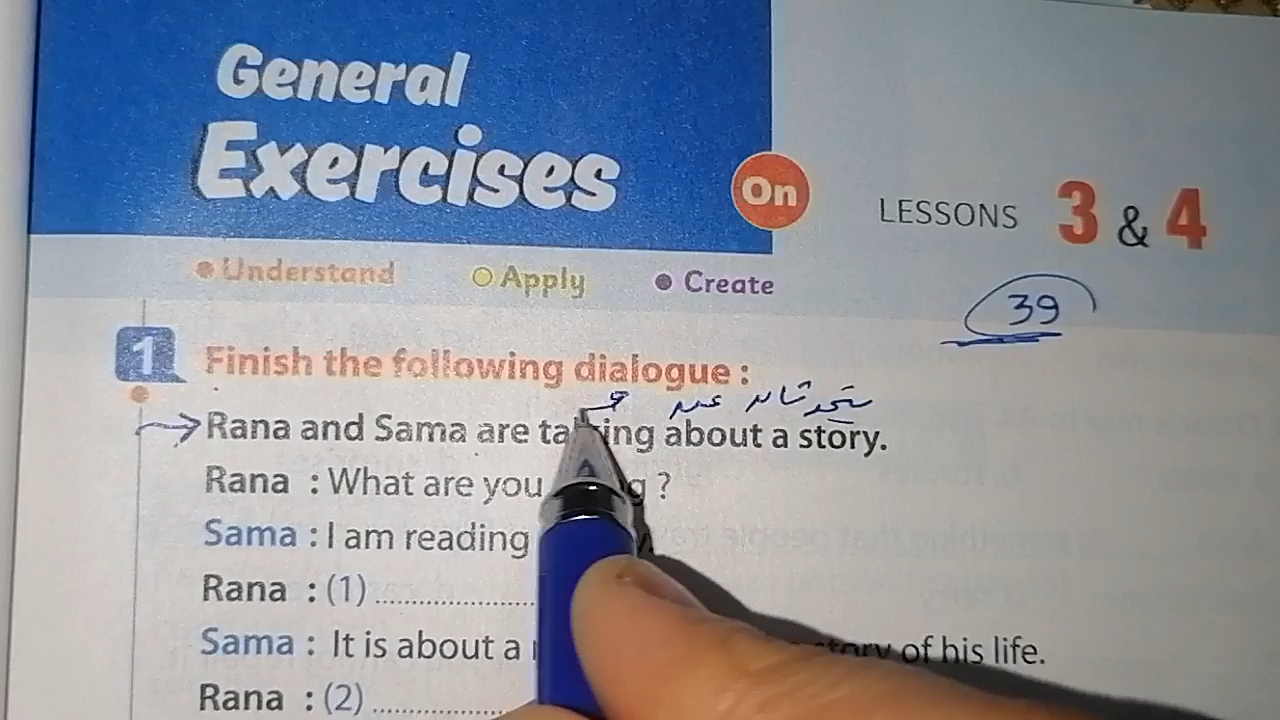 General
Exercises
On
LESSONS 3 & 4
Understand Apply Create
39
1 Finish the following dialogue :
Rana and Sama are talking about a story.
Rana : What are you ?
Sama : I am reading
Rana : (1) ........................
Sama : It is about a story of his life.
Rana : (2) ........................